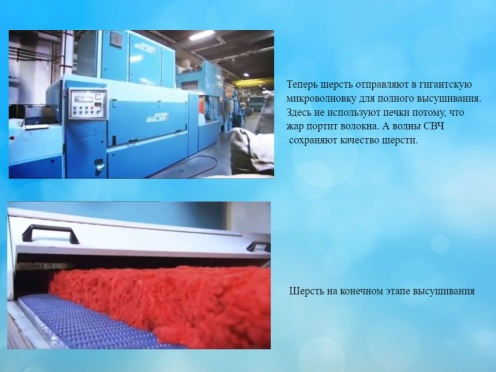 Теперь шерсть отправляют в гигантскую
микроволновку для полного высушивания.
Здесь не используют печки потому, что
жар портит волокна. А волны СВЧ
сохраняют качество шерсти.
Шерсть на конечном этапе высушивания